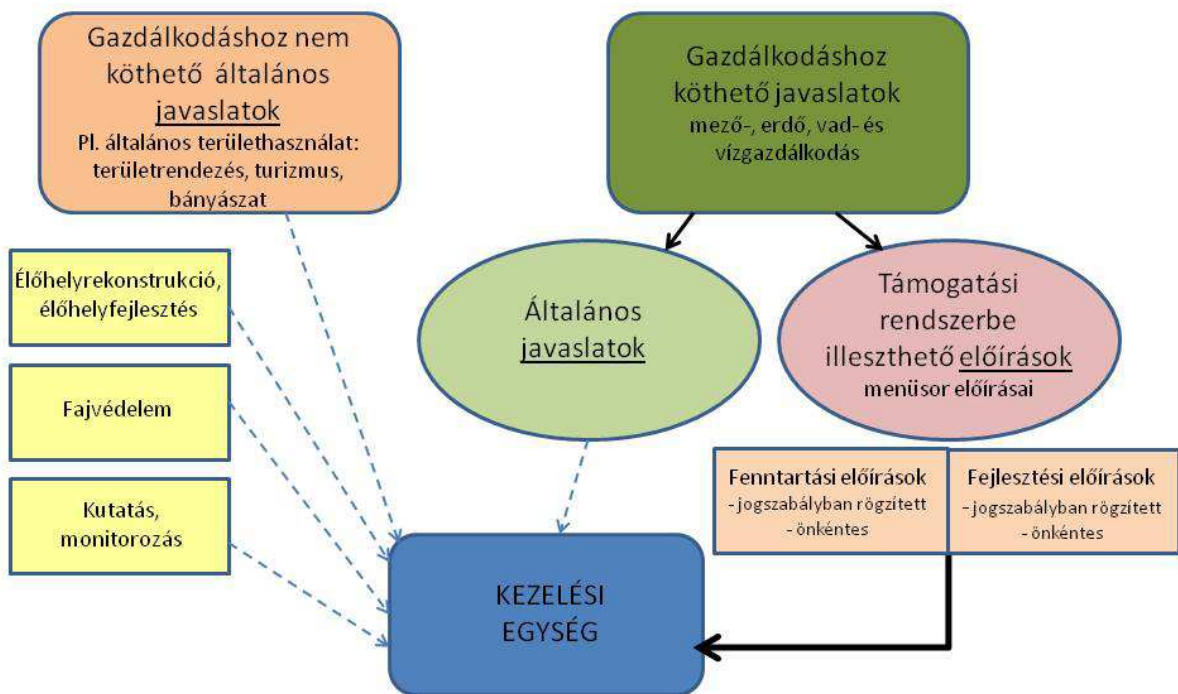 Gazdálkodáshoz nem
köthető általános
javaslatok
Pl. általános területhasználat:
területrendezés, turizmus,
bányászat
Gazdálkodáshoz
köthető javaslatok
mező-, erdő, vad- és
vízgazdálkodás
Élőhelyrekonstrukció,
élőhelyfejlesztés
Fajvédelem
Kutatás,
monitorozás
Általános
javaslatok
Támogatási
rendszerbe
illeszthető előírások
menüsor előírásai
Fenntartási előírások
- jogszabályban rögzített
- önkéntes
Fejlesztési előírások
- jogszabályban rögzített
- önkéntes
KEZELÉSI
EGYSÉG